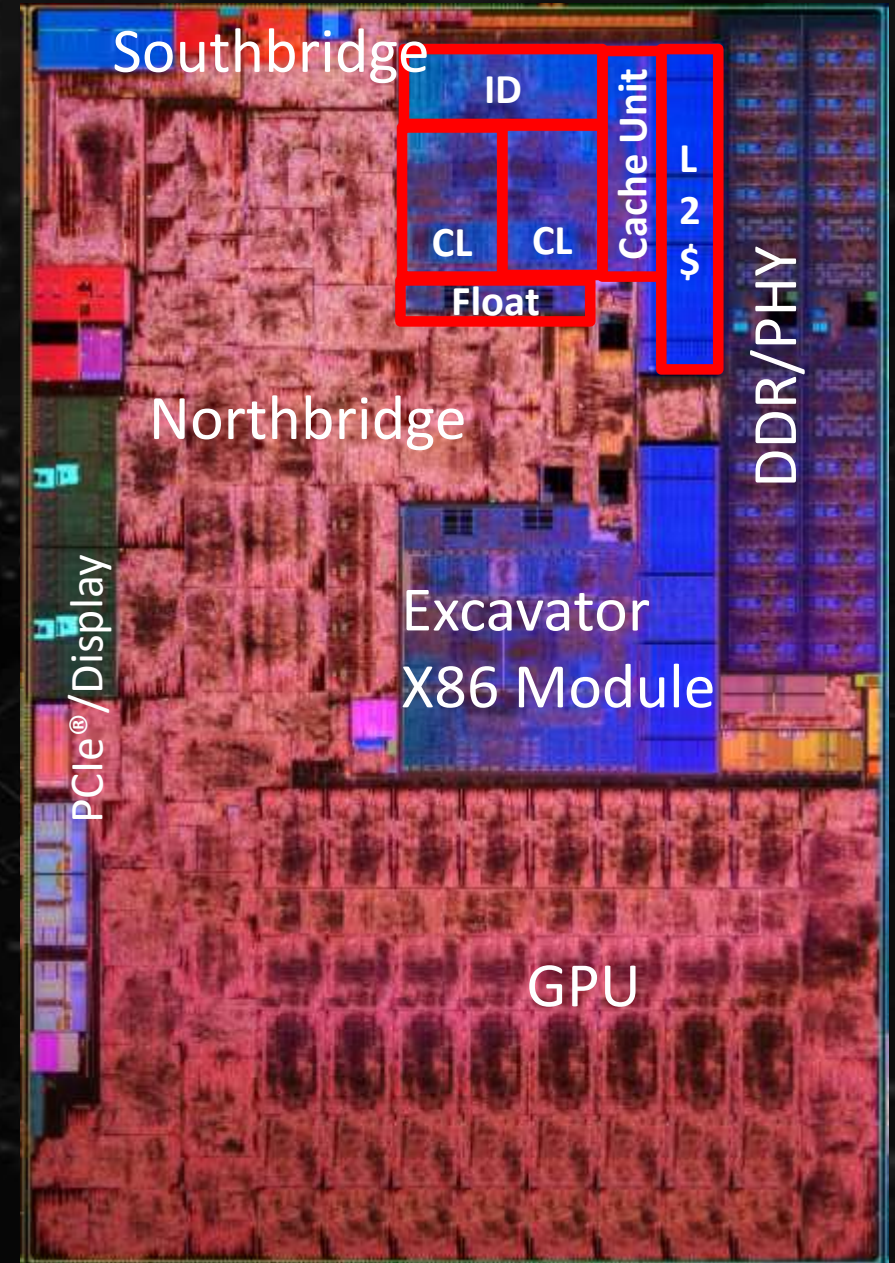 Southbridge
ID
Cache Unit
L
2
$
CL
CL
Float
DDR/PHY
Northbridge
PCIe®/Display
Excavator
X86 Module
GPU